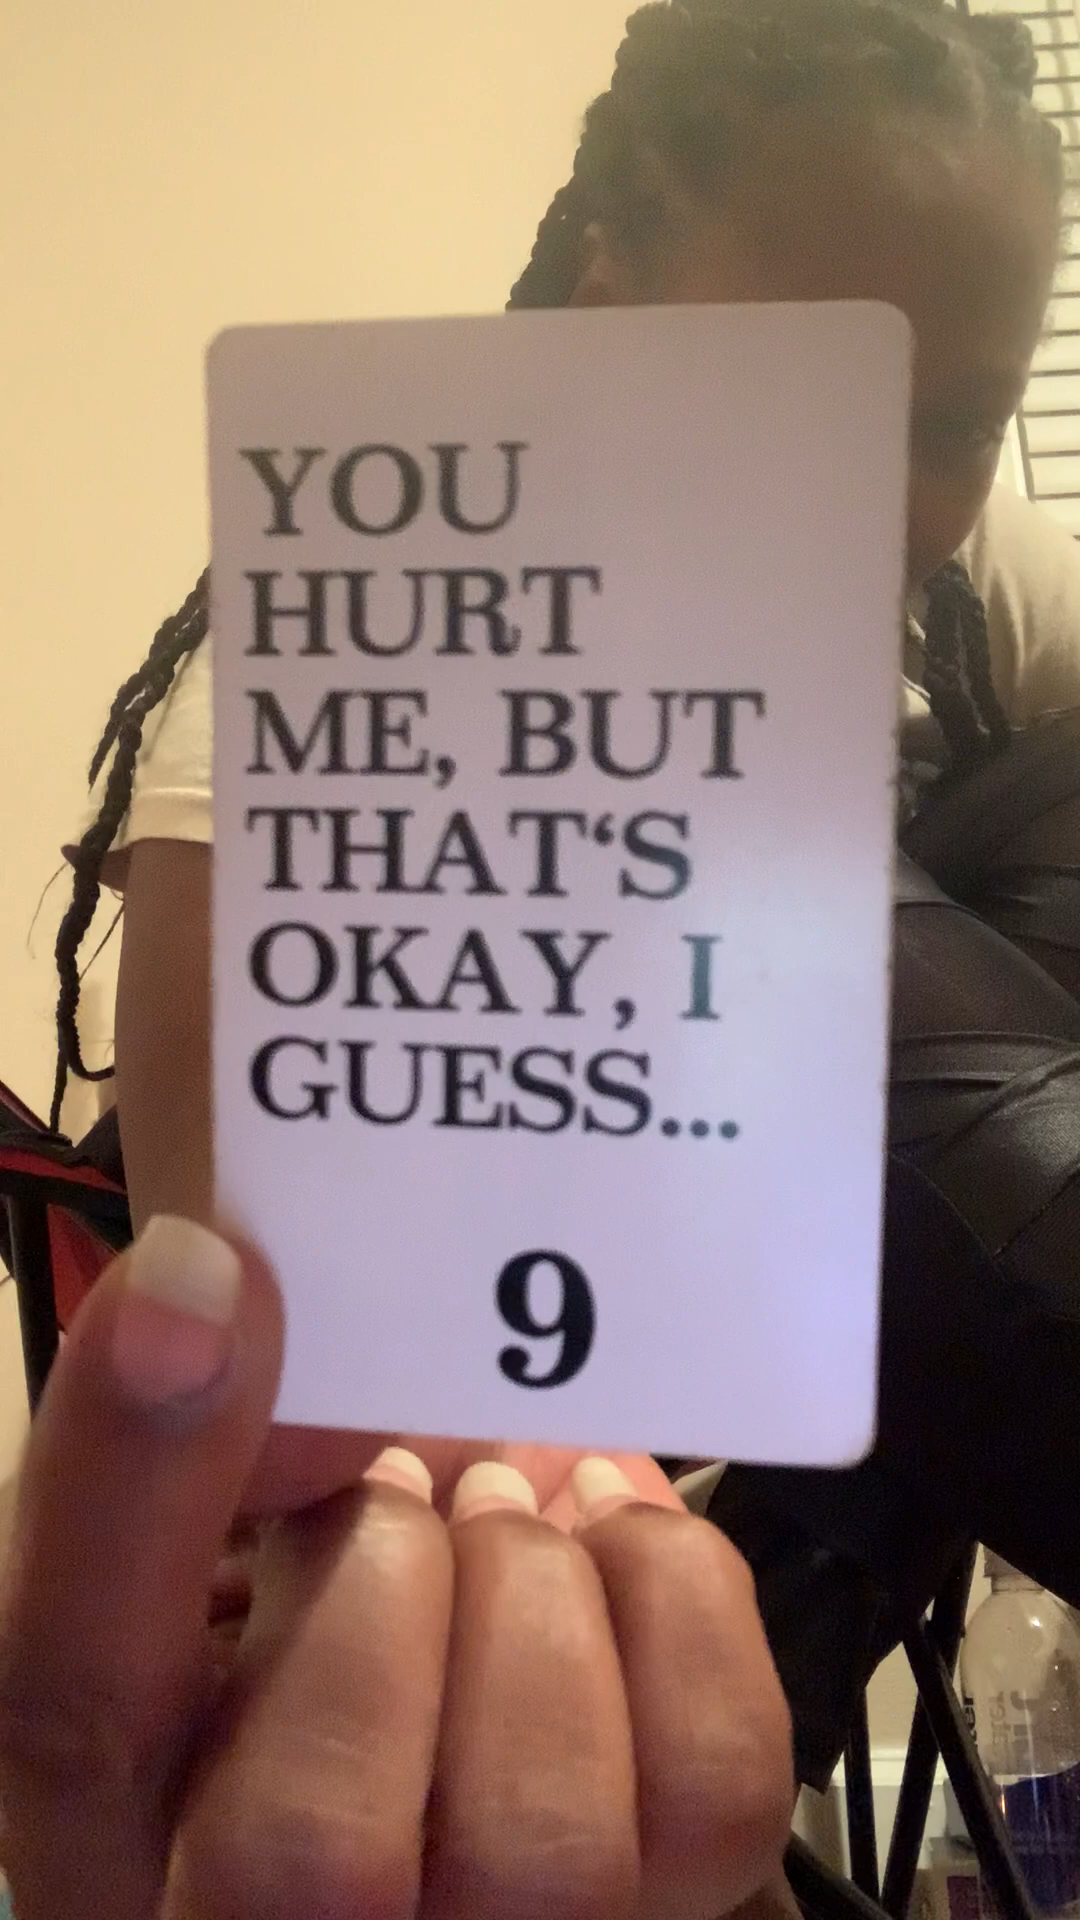 YOU
HURT
ME, BUT
THAT‘S
OKAY, I
GUESS...
9